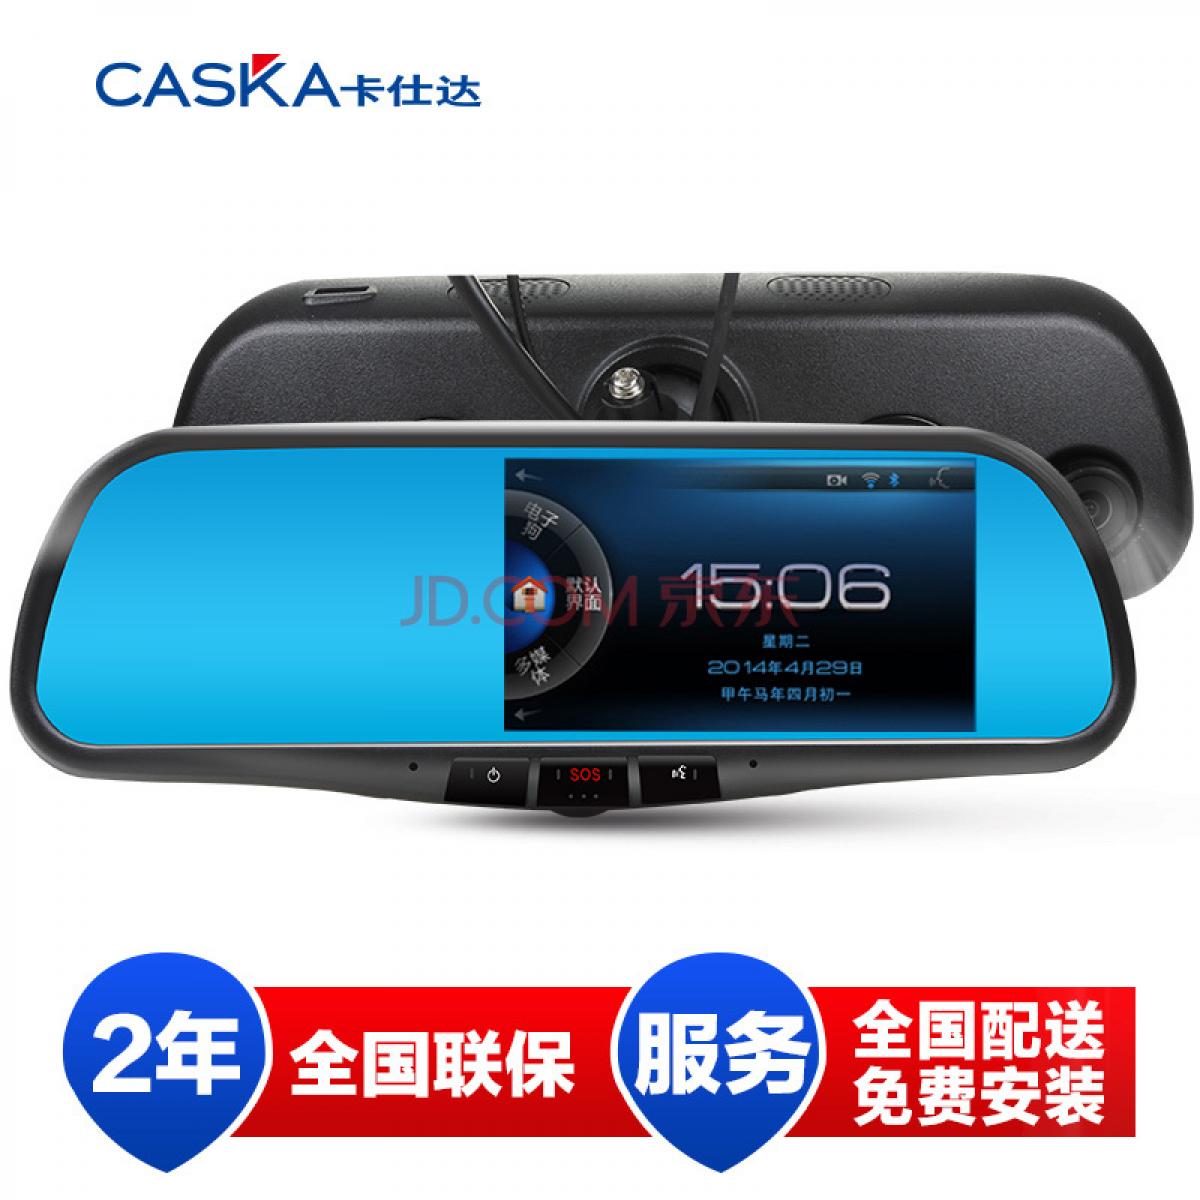 CASKA卡仕达
电子狗
默认界面
多媒体
15:06
星期二
2014年4月29日
甲午马年四月初一
JD.COM 京东
SOS
2年
全国联保
服务
全国配送
免费安装